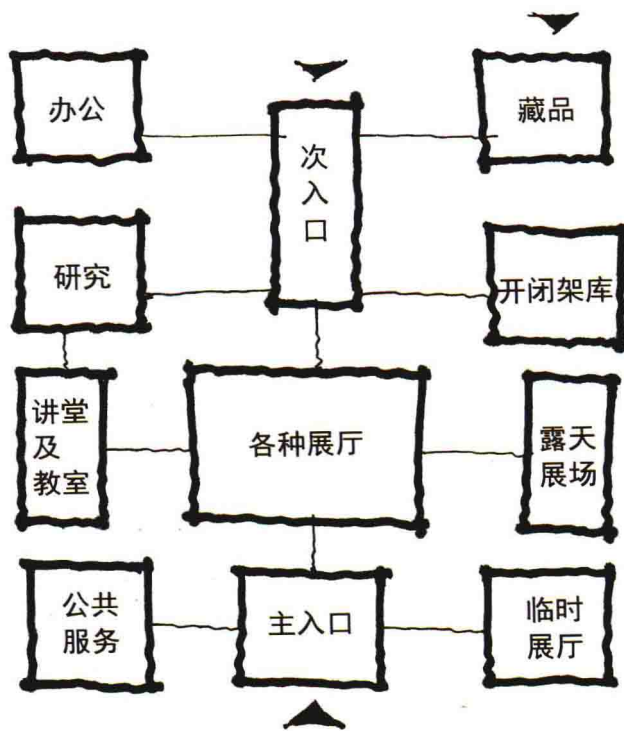 办公
次
入
口
藏品
研究
开闭架库
讲堂
及
教室
各种展厅
露天
展场
公共
服务
主入口
临时
展厅